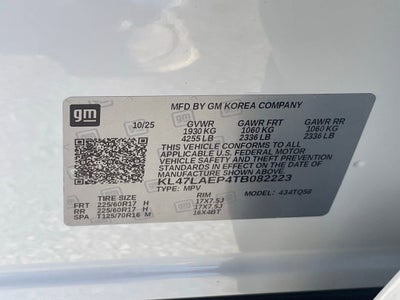 gm
MFD BY GM KOREA COMPANY
10/25 GVWR GAWR FRT GAWR RR
1930 KG 1060 KG 1060 KG
4255 LB 2336 LB 2336 LB
THIS VEHICLE CONFORMS TO ALL APPLICABLE
U.S. FEDERAL MOTOR VEHICLE SAFETY
AND THEFT PREVENTION STANDARDS IN
EFFECT ON THE DATE OF
MANUFACTURE SHOWN ABOVE.
KL47LAEP4TB082223
TYPE: MPV MODEL: 434TQ58
TIRE SIZE RIM
FRT 225/60R17 H 17X7.5J
RR 225/60R17 H 17X7.5J
SP T125/70R16 M 16X4BT